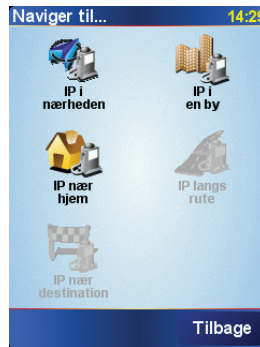 Naviger til... 14:29
IP i
nærheden
IP i
en by
IP nær
hjem
IP langs
rute
IP nær
destination
Tilbage